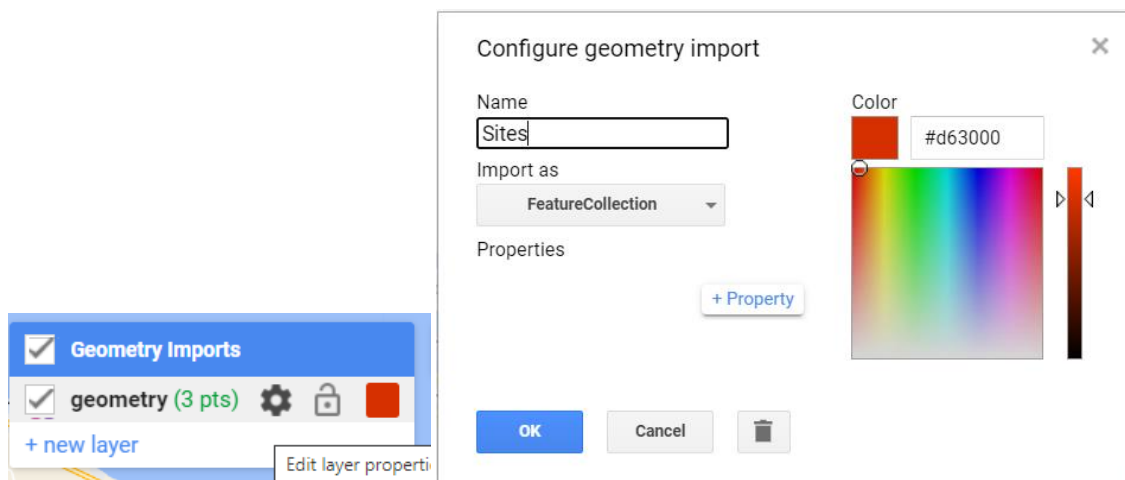 Geometry Imports
geometry (3 pts)
+ new layer
Edit layer
Configure geometry import
Name
Sites
Import as
FeatureCollection
Properties
+ Property
OK
Cancel
Color
#d63000